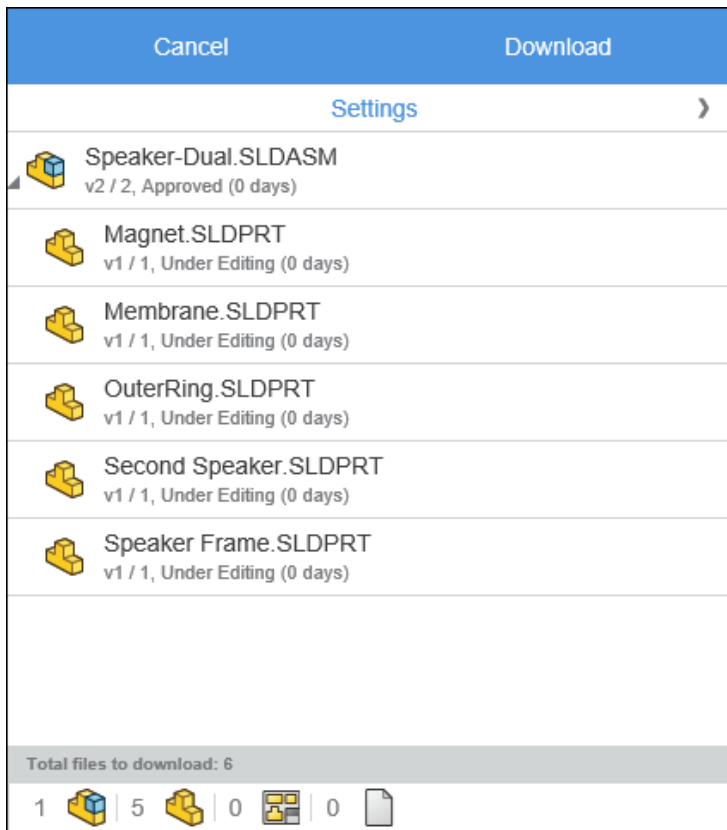 Cancel Download
Settings
Speaker-Dual.SLDASM
v2 / 2, Approved (0 days)
Magnet.SLDPRT
v1 / 1, Under Editing (0 days)
Membrane.SLDPRT
v1 / 1, Under Editing (0 days)
OuterRing.SLDPRT
v1 / 1, Under Editing (0 days)
Second Speaker.SLDPRT
v1 / 1, Under Editing (0 days)
Speaker Frame.SLDPRT
v1 / 1, Under Editing (0 days)
Total files to download: 6
1 5 0 0